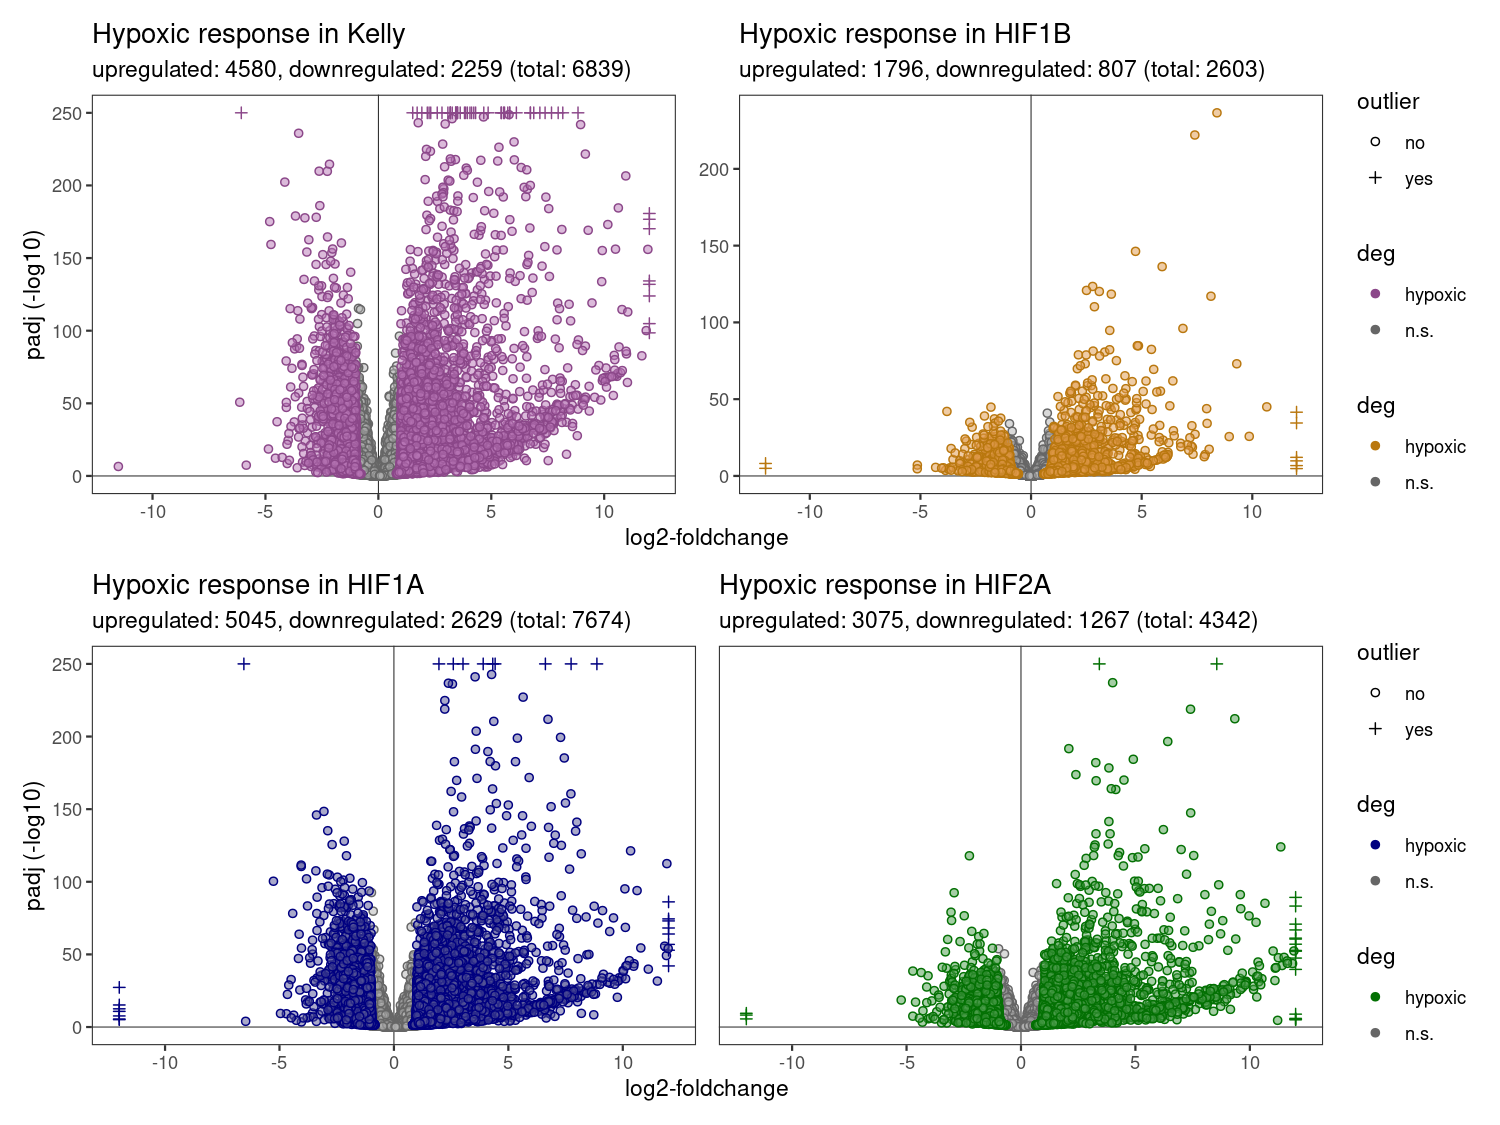 Hypoxic response in Kelly
upregulated: 4580, downregulated: 2259 (total: 6839)
250
200
150
100
50
0
padj (-log10)
-10 -5 0 5 10
Hypoxic response in HIF1B
upregulated: 1796, downregulated: 807 (total: 2603)
200
150
100
50
0
-10 -5 0 5 10
log2-foldchange
outlier
no
yes
deg
hypoxic
n.s.
deg
hypoxic
n.s.
Hypoxic response in HIF1A
upregulated: 5045, downregulated: 2629 (total: 7674)
250
200
150
100
50
0
padj (-log10)
-10 -5 0 5 10
Hypoxic response in HIF2A
upregulated: 3075, downregulated: 1267 (total: 4342)
-10 -5 0 5 10
log2-foldchange
outlier
no
yes
deg
hypoxic
n.s.
deg
hypoxic
n.s.